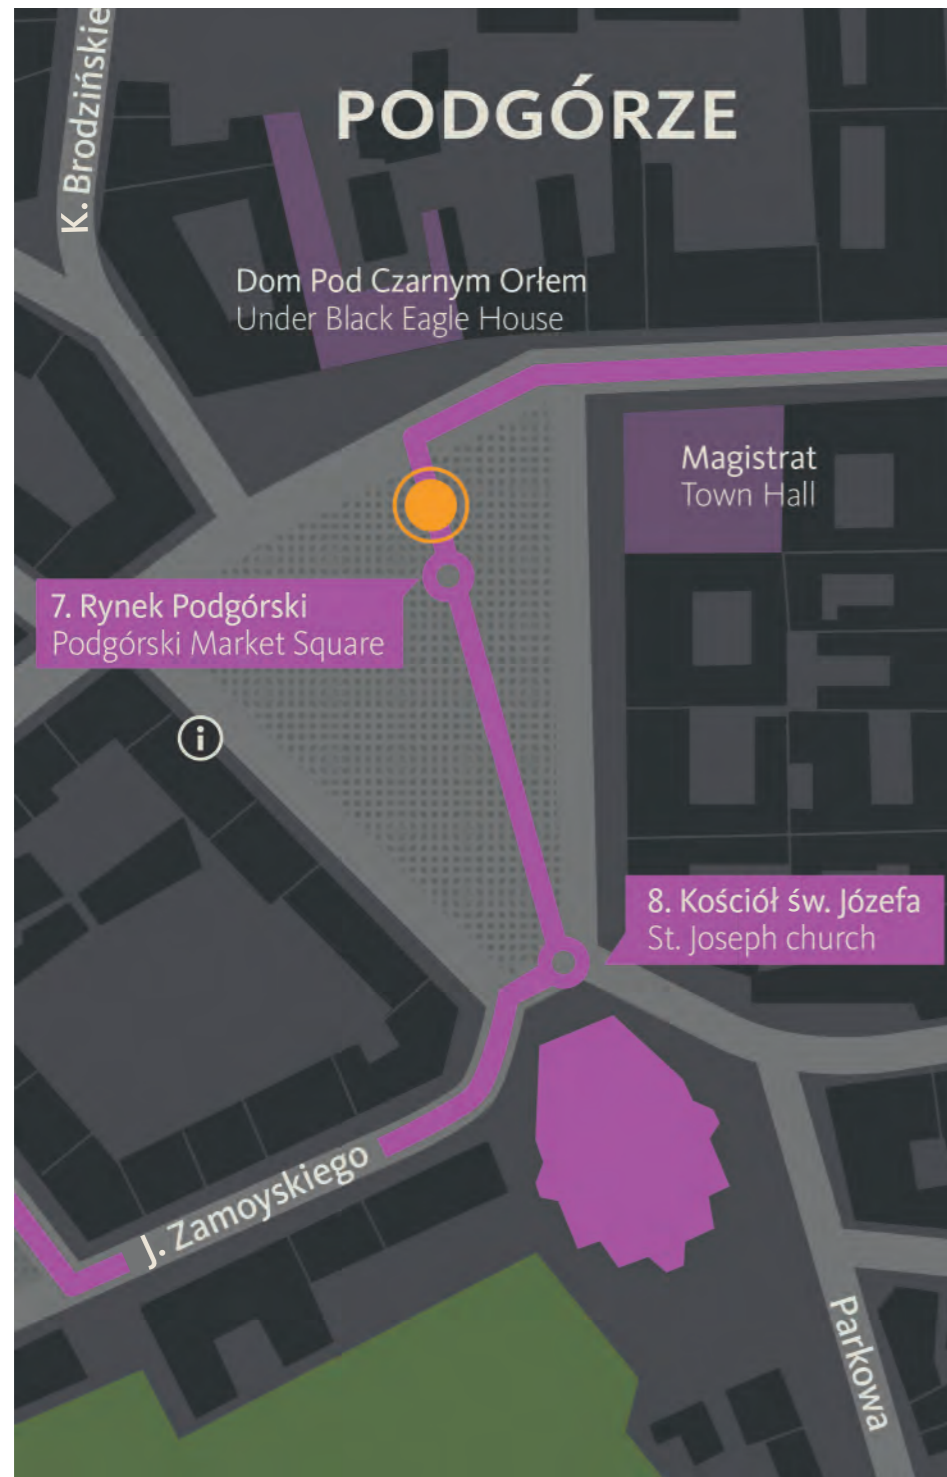 K. Brodzińskie
PODGÓRZE
Dom Pod Czarnym Orłem
Under Black Eagle House
Magistrat
Town Hall
7. Rynek Podgórski
Podgórski Market Square
i
8. Kościół św. Józefa
St. Joseph church
J. Zamoyskiego
Parkowa